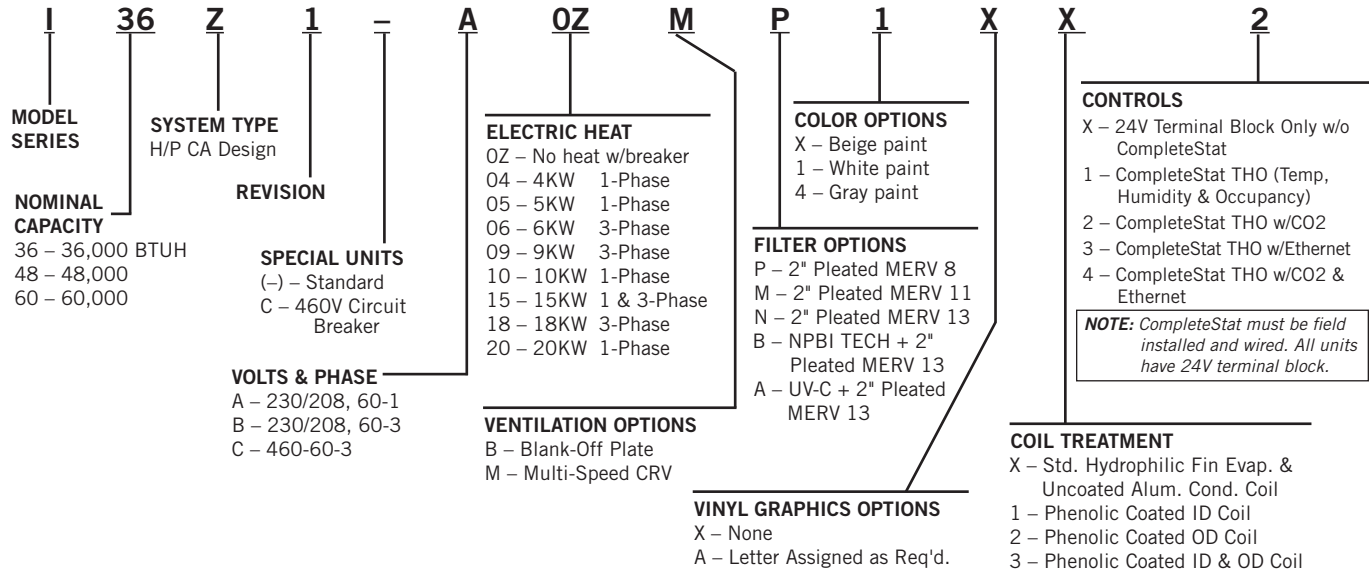 I 36 Z 1 – A 0Z M P 1 X X 2
MODEL
SERIES
SYSTEM TYPE
H/P CA Design
REVISION
NOMINAL
CAPACITY
36 – 36,000 BTUH
48 – 48,000
60 – 60,000
SPECIAL UNITS
(–) – Standard
C – 460V Circuit
Breaker
VOLTS & PHASE
A – 230/208, 60-1
B – 230/208, 60-3
C – 460-60-3
ELECTRIC HEAT
0Z – No heat w/breaker
04 – 4KW 1-Phase
05 – 5KW 1-Phase
06 – 6KW 3-Phase
09 – 9KW 3-Phase
10 – 10KW 1-Phase
15 – 15KW 1 & 3-Phase
18 – 18KW 3-Phase
20 – 20KW 1-Phase
VENTILATION OPTIONS
B – Blank-Off Plate
M – Multi-Speed CRV
COLOR OPTIONS
X – Beige paint
1 – White paint
4 – Gray paint
FILTER OPTIONS
P – 2" Pleated MERV 8
M – 2" Pleated MERV 11
N – 2" Pleated MERV 13
B – NPBI TECH + 2"
Pleated MERV 13
A – UV-C + 2" Pleated
MERV 13
VINYL GRAPHICS OPTIONS
X – None
A – Letter Assigned as Req'd.
CONTROLS
X – 24V Terminal Block Only w/o
CompleteStat
1 – CompleteStat THO (Temp,
Humidity & Occupancy)
2 – CompleteStat THO w/CO2
3 – CompleteStat THO w/Ethernet
4 – CompleteStat THO w/CO2 &
Ethernet
NOTE: CompleteStat must be field
installed and wired. All units
have 24V terminal block.
COIL TREATMENT
X – Std. Hydrophilic Fin Evap. &
Uncoated Alum. Cond. Coil
1 – Phenolic Coated ID Coil
2 – Phenolic Coated OD Coil
3 – Phenolic Coated ID & OD Coil